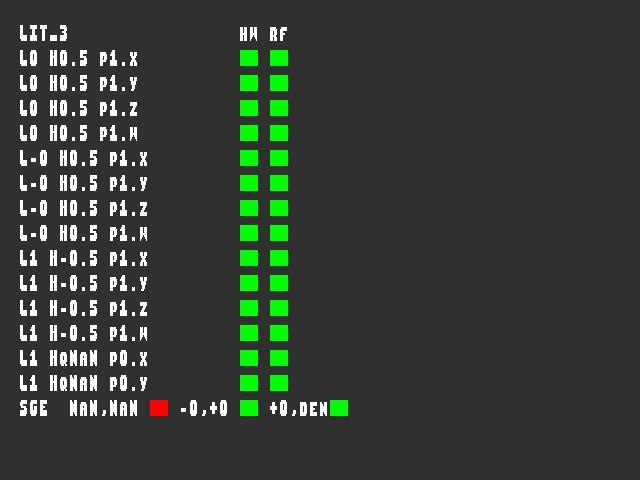 LIT_3 HW RF
L0 H0.5 p1.x
L0 H0.5 p1.y
L0 H0.5 p1.z
L0 H0.5 p1.w
L-0 H0.5 p1.x
L-0 H0.5 p1.y
L-0 H0.5 p1.z
L-0 H0.5 p1.w
L1 H-0.5 p1.x
L1 H-0.5 p1.y
L1 H-0.5 p1.z
L1 H-0.5 p1.w
L1 HqNaN p0.x
L1 HqNaN p0.y
SGE NaN,NaN -0,+0 +0,DEN